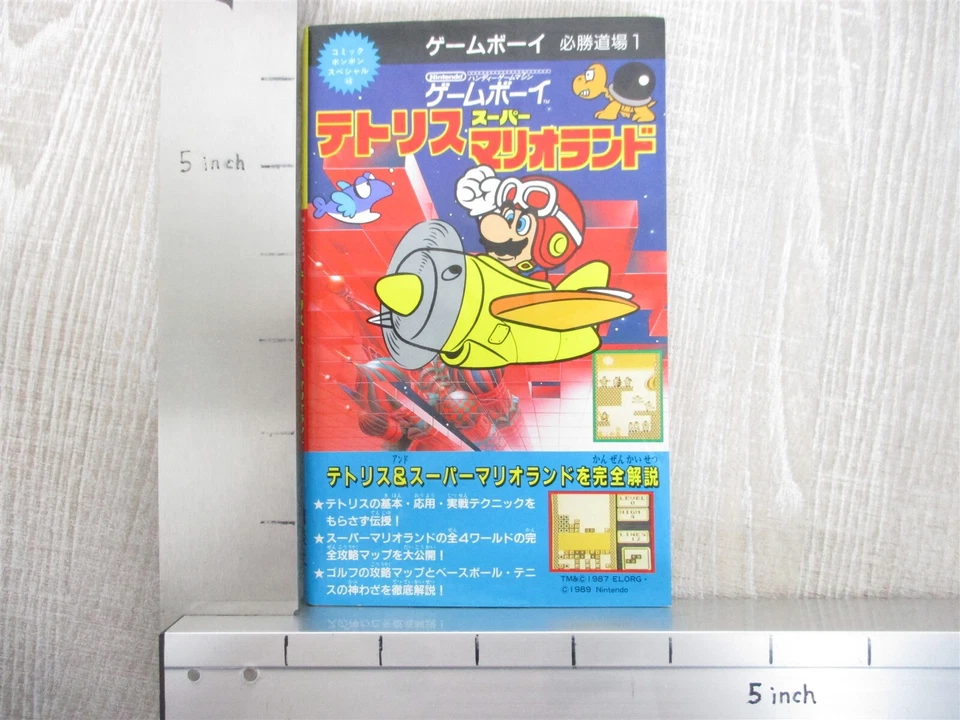 ゲームボーイ 必勝道場1
コミック
ボンボン
スペシャル
Nintendo ハンディーゲームマシン
ゲームボーイ™
テトリス スーパー
マリオランド
5 inch
アンド かんぜんかいせつ
テトリス&スーパーマリオランドを完全解説
★テトリスの基本・応用・実戦テクニックを
もらさず伝授!
★スーパーマリオランドの全4ワールドの完
全攻略マップを大公開!
★ゴルフの攻略マップとベースボール・テニ
スの神わざを徹底解説!
LEVEL
LINES
TM&©1987 ELORG・
©1989 Nintendo
5 inch